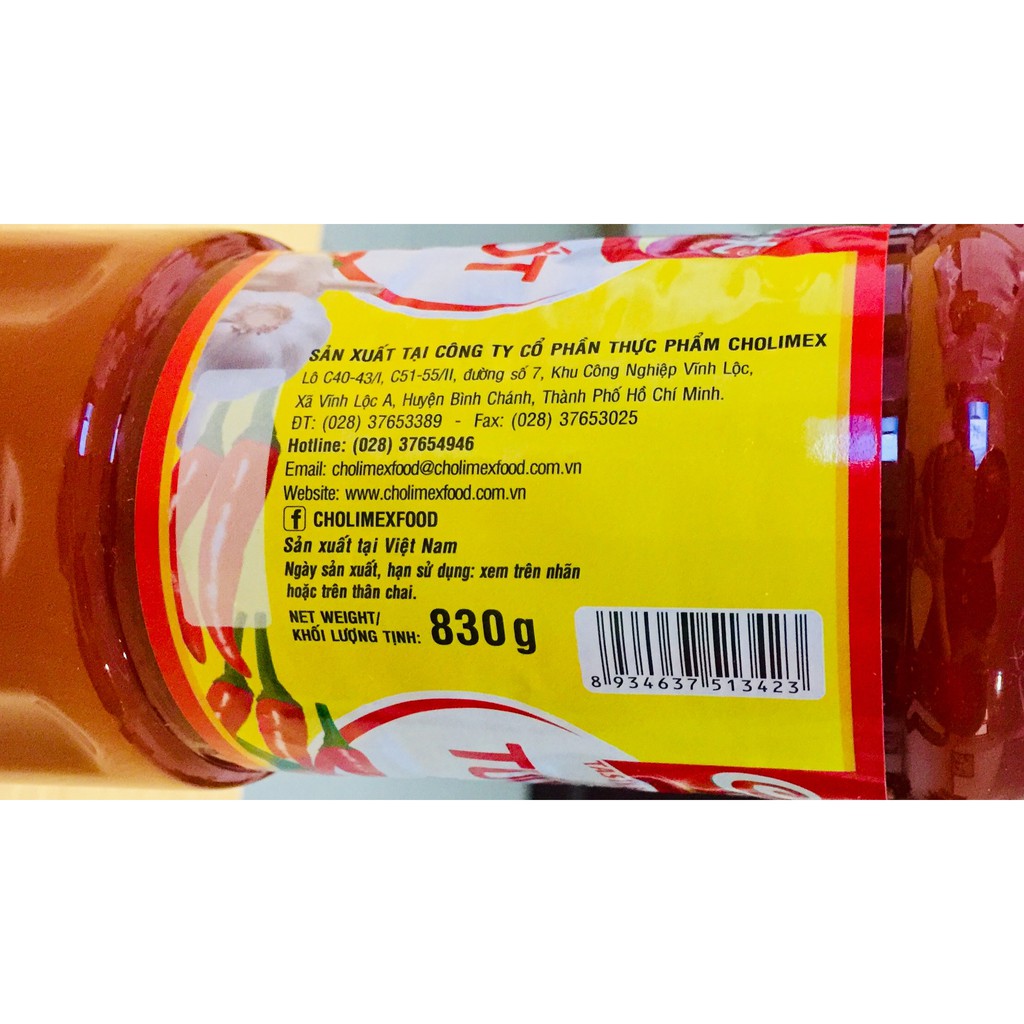 ỐT
SẢN XUẤT TẠI CÔNG TY CỔ PHẦN THỰC PHẨM CHOLIMEX
Lô C40-43/I, C51-55/II, đường số 7, Khu Công Nghiệp Vĩnh Lộc,
Xã Vĩnh Lộc A, Huyện Bình Chánh, Thành Phố Hồ Chí Minh.
ĐT: (028) 37653389 - Fax: (028) 37653025
Hotline: (028) 37654946
Email: cholimexfood@cholimexfood.com.vn
Website: www.cholimexfood.com.vn
CHOLIMEXFOOD
Sản xuất tại Việt Nam
Ngày sản xuất, hạn sử dụng: xem trên nhãn
hoặc trên thân chai.
NET WEIGHT/
KHỐI LƯỢNG TỊNH: 830g
8 934637 513423